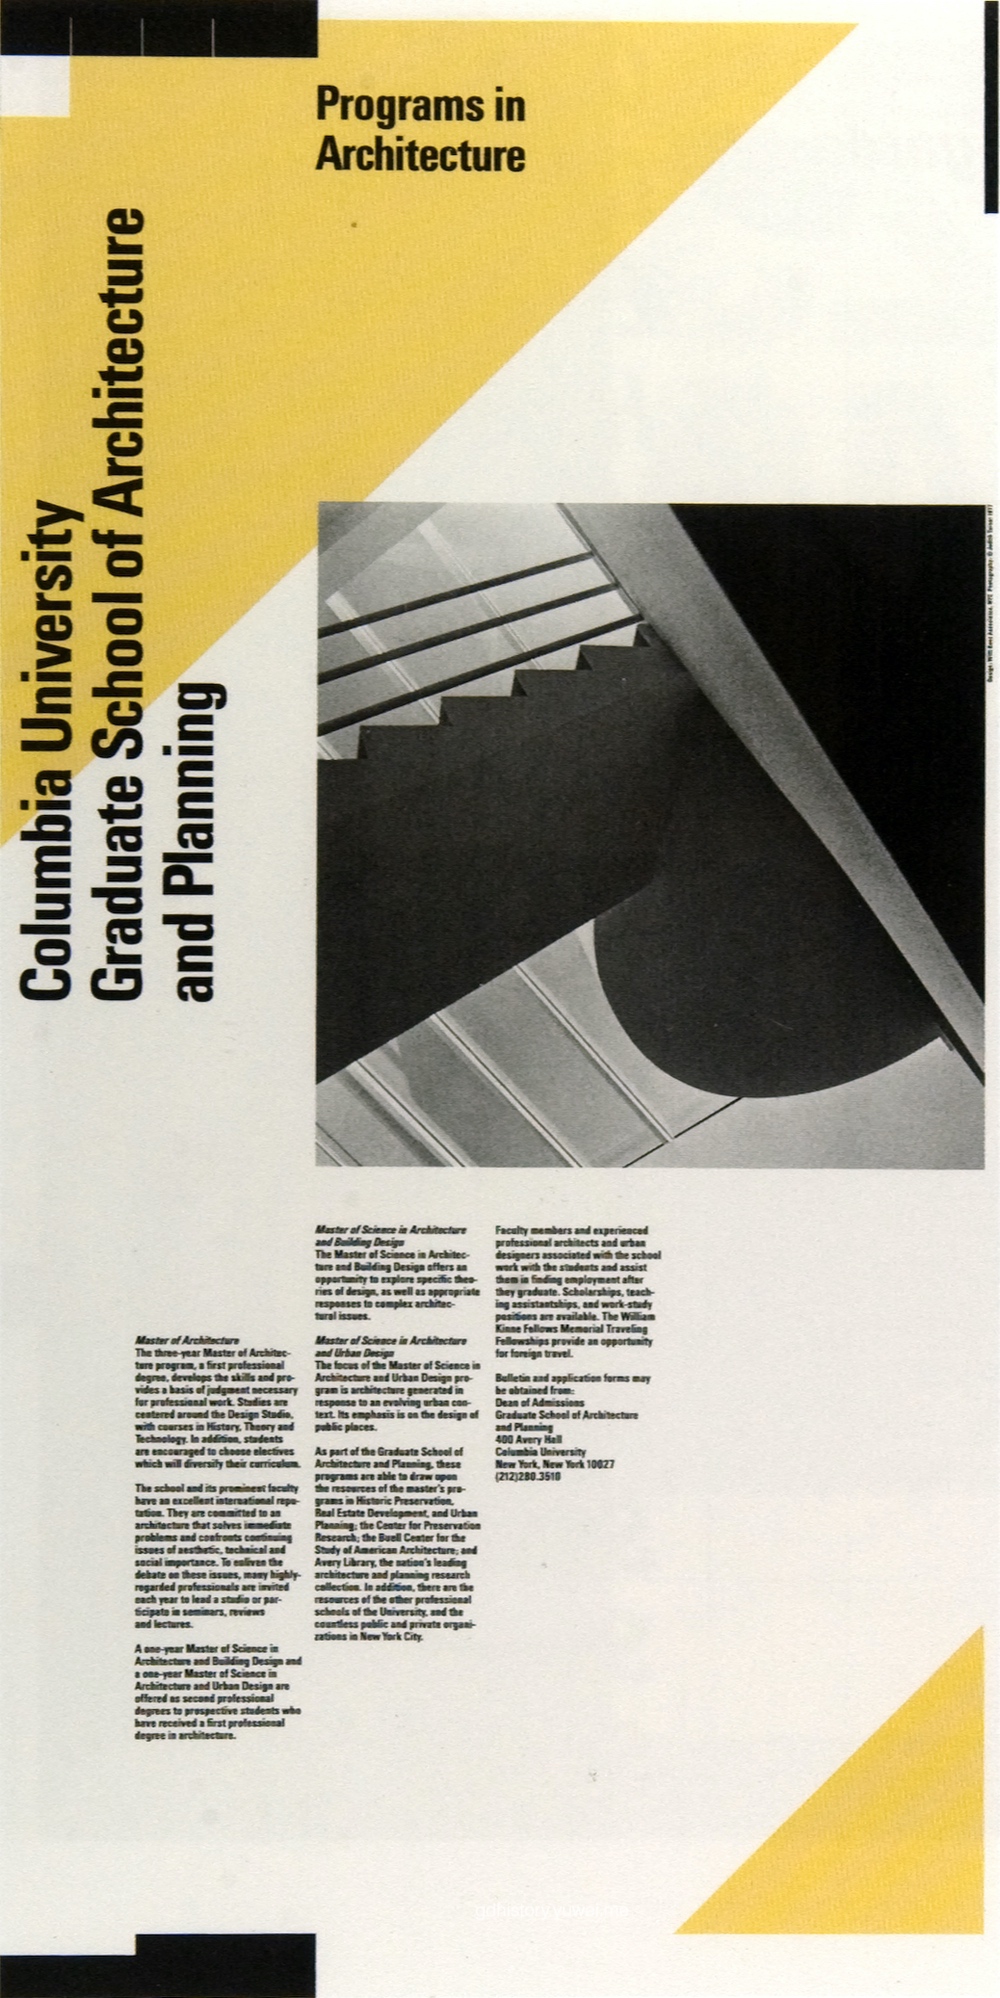 Programs in
Architecture
Columbia University
Graduate School of Architecture
and Planning
Design: Willi Kunz Associates, NYC Photography: © Judith Turner 1977
Master of Architecture
The three-year Master of Architec-
ture program, a first professional
degree, develops the skills and pro-
vides a basis of judgment necessary
for professional work. Studies are
centered around the Design Studio,
with courses in History, Theory and
Technology. In addition, students
are encouraged to choose electives
which will diversify their curriculum.
The school and its prominent faculty
have an excellent international repu-
tation. They are committed to an
architecture that solves immediate
problems and confronts continuing
issues of aesthetic, technical and
social importance. To enliven the
debate on these issues, many highly-
regarded professionals are invited
each year to lead a studio or par-
ticipate in seminars, reviews
and lectures.
A one-year Master of Science in
Architecture and Building Design and
a one-year Master of Science in
Architecture and Urban Design are
offered as second professional
degrees to prospective students who
have received a first professional
degree in architecture.
Master of Science in Architecture
and Building Design
The Master of Science in Architec-
ture and Building Design offers an
opportunity to explore specific theo-
ries of design, as well as appropriate
responses to complex architec-
tural issues.
Master of Science in Architecture
and Urban Design
The focus of the Master of Science in
Architecture and Urban Design pro-
gram is architecture generated in
response to an evolving urban con-
text. Its emphasis is on the design of
public places.
As part of the Graduate School of
Architecture and Planning, these
programs are able to draw upon
the resources of the master's pro-
grams in Historic Preservation,
Real Estate Development, and Urban
Planning; the Center for Preservation
Research; the Buell Center for the
Study of American Architecture; and
Avery Library, the nation's leading
architecture and planning research
collection. In addition, there are the
resources of the other professional
schools of the University, and the
countless public and private organi-
zations in New York City.
Faculty members and experienced
professional architects and urban
designers associated with the school
work with the students and assist
them in finding employment after
they graduate. Scholarships, teach-
ing assistantships, and work-study
positions are available. The William
Kinne Fellows Memorial Traveling
Fellowships provide an opportunity
for foreign travel.
Bulletin and application forms may
be obtained from:
Dean of Admissions
Graduate School of Architecture
and Planning
400 Avery Hall
Columbia University
New York, New York 10027
(212)280.3510